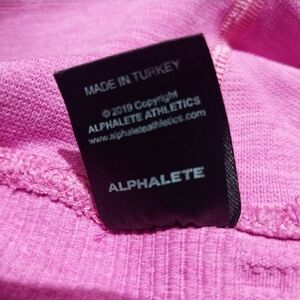 MADE IN TURKEY
© 2019 Copyright
ALPHALETE ATHLETICS
www.alphaleteathletics.com
ALPHALETE